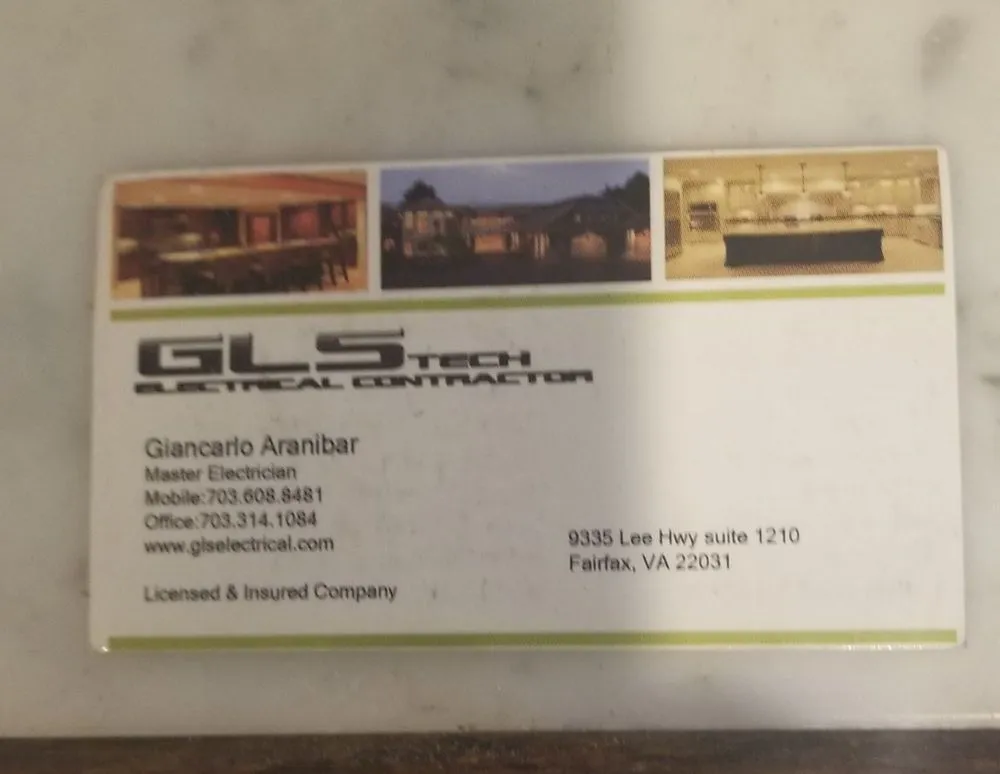 GLS TECH
ELECTRICAL CONTRACTOR
Giancarlo Aranibar
Master Electrician
Mobile:703.608.8481
Office:703.314.1084
www.glselectrical.com
Licensed & Insured Company
9335 Lee Hwy suite 1210
Fairfax, VA 22031